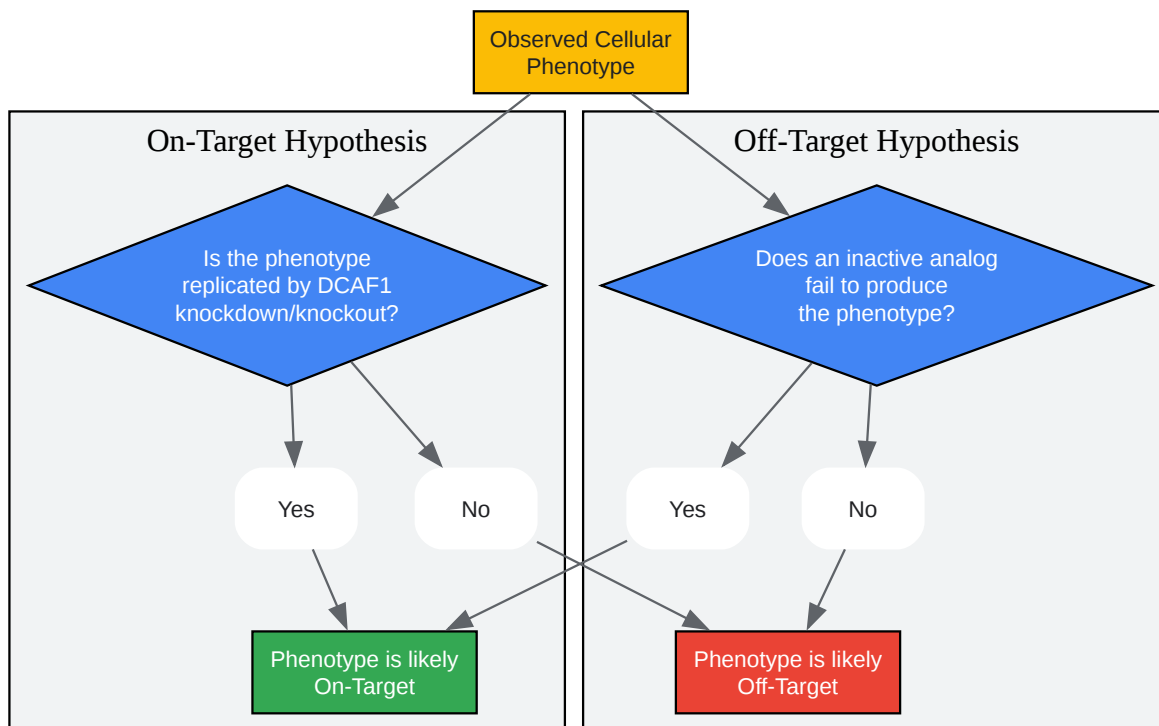 Observed Cellular
Phenotype
On-Target Hypothesis
Is the phenotype
replicated by DCAF1
knockdown/knockout?
Yes
No
Phenotype is likely
On-Target
Off-Target Hypothesis
Does an inactive analog
fail to produce
the phenotype?
Yes
No
Phenotype is likely
Off-Target